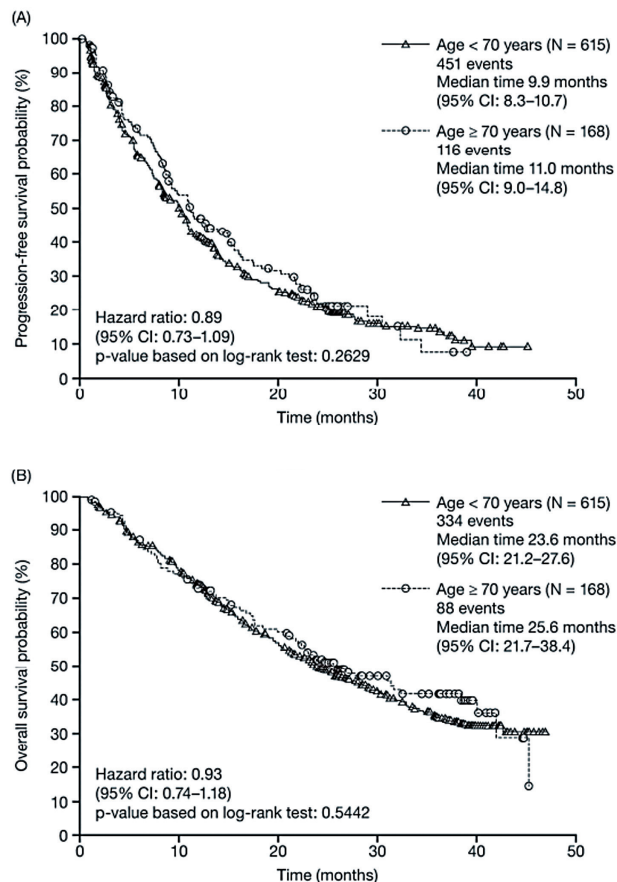 (A)
Progression-free survival probability (%)
100
90
80
70
60
50
40
30
20
10
0
Age < 70 years (N = 615)
451 events
Median time 9.9 months
(95% CI: 8.3–10.7)
Age ≥ 70 years (N = 168)
116 events
Median time 11.0 months
(95% CI: 9.0–14.8)
Hazard ratio: 0.89
(95% CI: 0.73–1.09)
p-value based on log-rank test: 0.2629
0 10 20 30 40 50
Time (months)
(B)
Overall survival probability (%)
100
90
80
70
60
50
40
30
20
10
0
Age < 70 years (N = 615)
334 events
Median time 23.6 months
(95% CI: 21.2–27.6)
Age ≥ 70 years (N = 168)
88 events
Median time 25.6 months
(95% CI: 21.7–38.4)
Hazard ratio: 0.93
(95% CI: 0.74–1.18)
p-value based on log-rank test: 0.5442
0 10 20 30 40 50
Time (months)